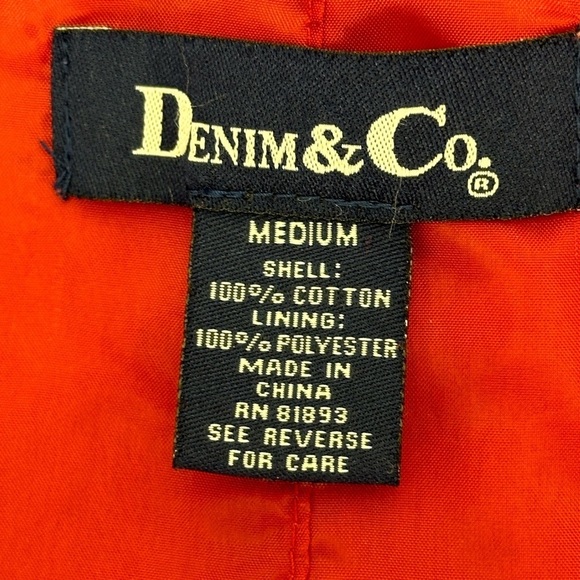 DENIM & CO.®
MEDIUM
SHELL:
100% COTTON
LINING:
100% POLYESTER
MADE IN
CHINA
RN 81893
SEE REVERSE
FOR CARE